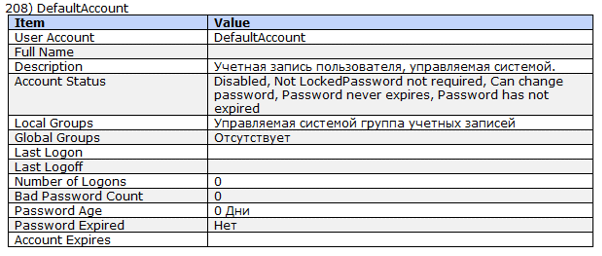 208) DefaultAccount
Item Value
User Account DefaultAccount
Full Name
Description Учетная запись пользователя, управляемая системой.
Account Status Disabled, Not LockedPassword not required, Can change
password, Password never expires, Password has not
expired
Local Groups Управляемая системой группа учетных записей
Global Groups Отсутствует
Last Logon
Last Logoff
Number of Logons 0
Bad Password Count 0
Password Age 0 Дни
Password Expired Нет
Account Expires